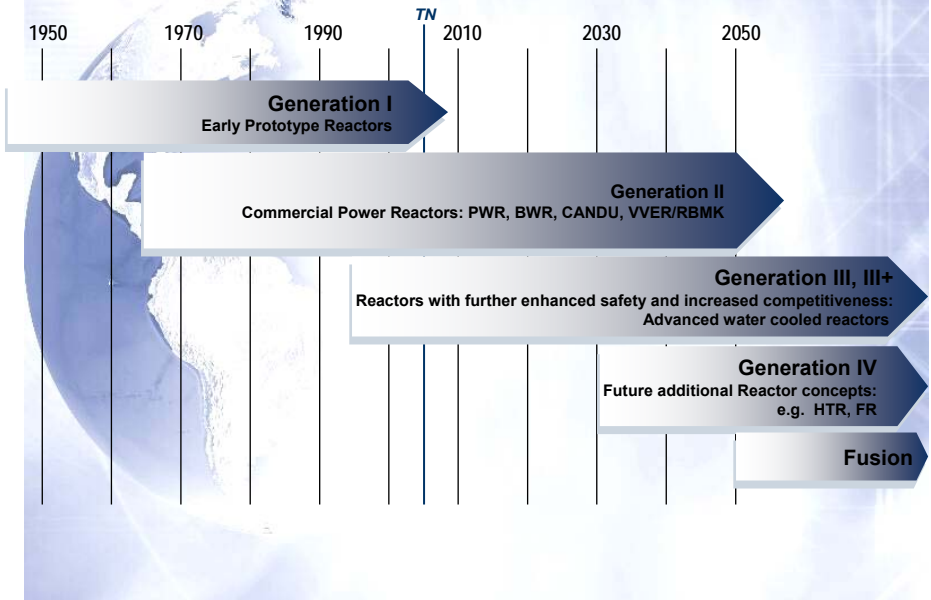 TN
1950 1970 1990 2010 2030 2050
Generation I
Early Prototype Reactors
Generation II
Commercial Power Reactors: PWR, BWR, CANDU, VVER/RBMK
Generation III, III+
Reactors with further enhanced safety and increased competitiveness:
Advanced water cooled reactors
Generation IV
Future additional Reactor concepts:
e.g. HTR, FR
Fusion